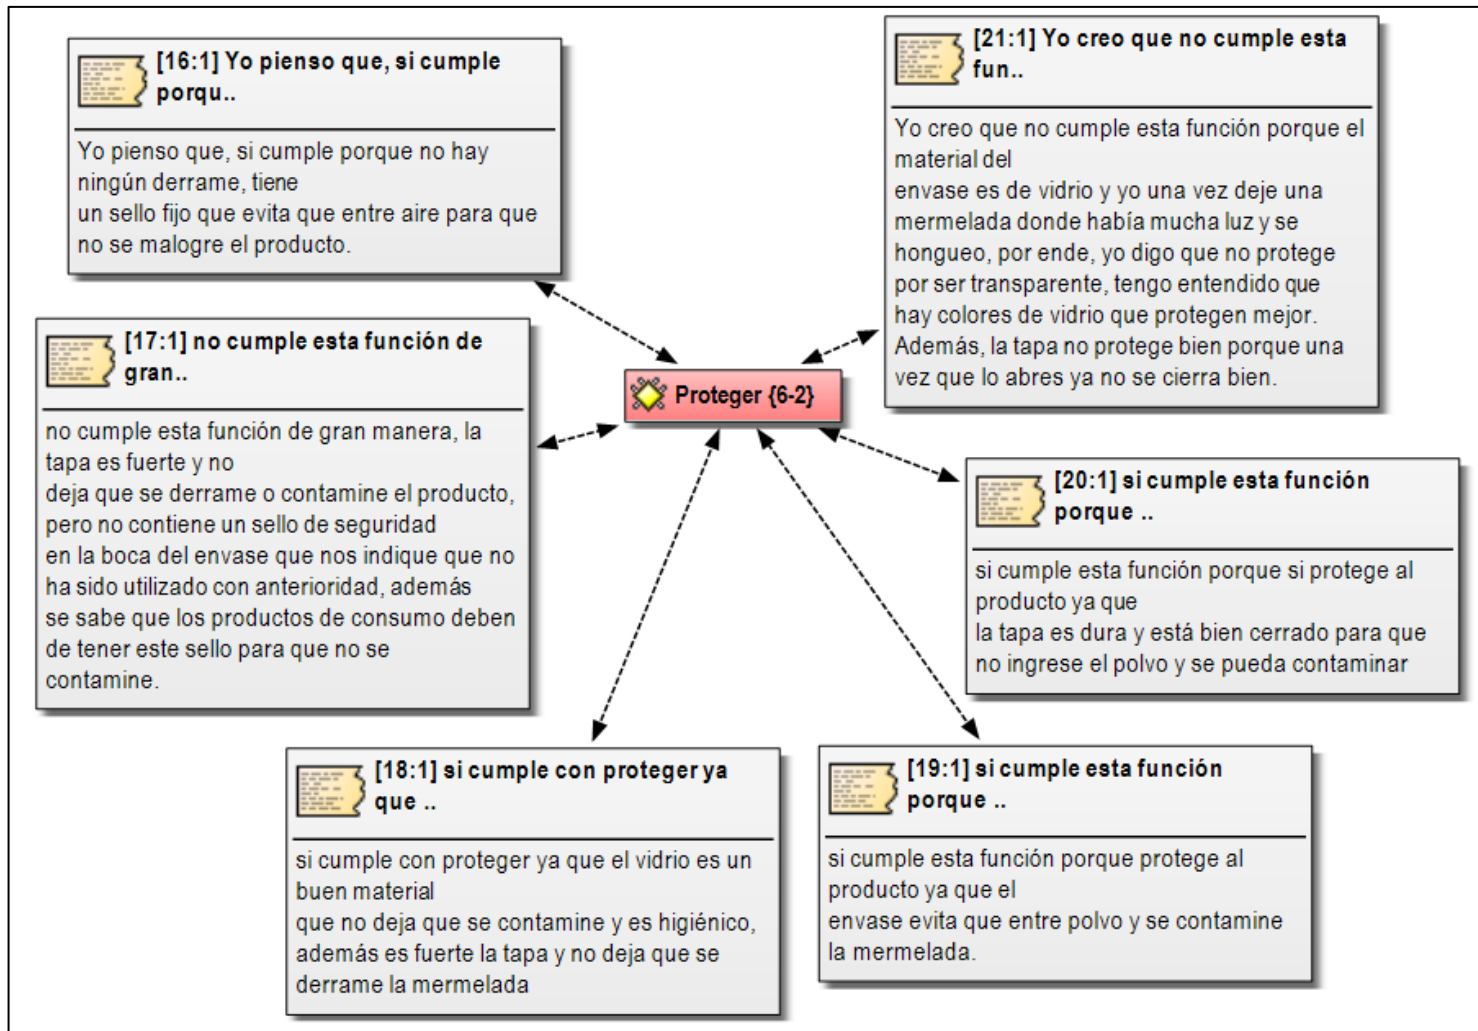 [16:1] Yo pienso que, si cumple
porqu..
Yo pienso que, si cumple porque no hay
ningún derrame, tiene
un sello fijo que evita que entre aire para que
no se malogre el producto.
[21:1] Yo creo que no cumple esta
fun..
Yo creo que no cumple esta función porque el
material del
envase es de vidrio y yo una vez deje una
mermelada donde había mucha luz y se
hongueo, por ende, yo digo que no protege
por ser transparente, tengo entendido que
hay colores de vidrio que protegen mejor.
Además, la tapa no protege bien porque una
vez que lo abres ya no se cierra bien.
[17:1] no cumple esta función de
gran..
no cumple esta función de gran manera, la
tapa es fuerte y no
deja que se derrame o contamine el producto,
pero no contiene un sello de seguridad
en la boca del envase que nos indique que no
ha sido utilizado con anterioridad, además
se sabe que los productos de consumo deben
de tener este sello para que no se
contamine.
Proteger {6-2}
[20:1] si cumple esta función
porque ..
si cumple esta función porque si protege al
producto ya que
la tapa es dura y está bien cerrado para que
no ingrese el polvo y se pueda contaminar
[18:1] si cumple con proteger ya
que ..
si cumple con proteger ya que el vidrio es un
buen material
que no deja que se contamine y es higiénico,
además es fuerte la tapa y no deja que se
derrame la mermelada
[19:1] si cumple esta función
porque ..
si cumple esta función porque protege al
producto ya que el
envase evita que entre polvo y se contamine
la mermelada.